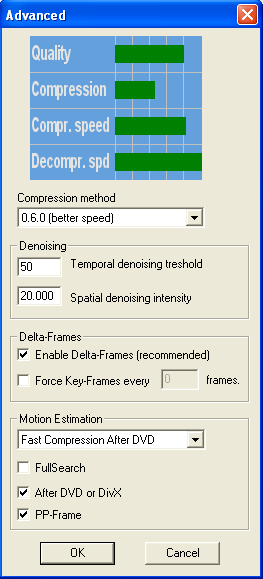 Advanced
Quality
Compression
Compr. speed
Decompr. spd
Compression method
0.6.0 (better speed)
Denoising
50 Temporal denoising treshold
20.000 Spatial denoising intensity
Delta-Frames
Enable Delta-Frames (recommended)
Force Key-Frames every 0 frames.
Motion Estimation
Fast Compression After DVD
FullSearch
After DVD or DivX
PP-Frame
OK Cancel